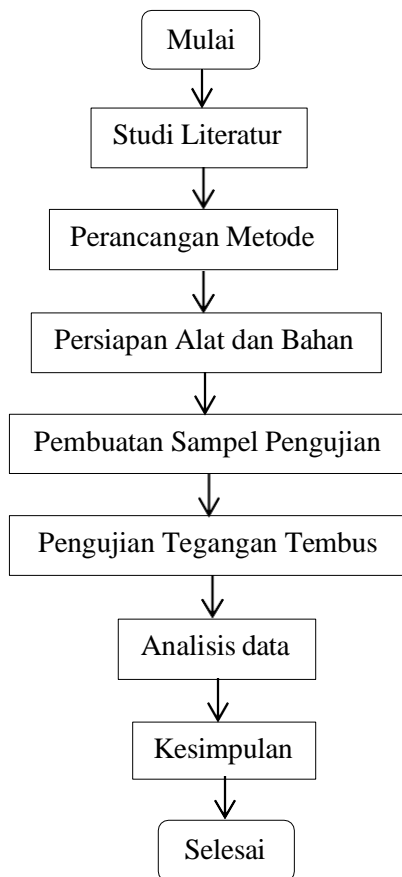 Mulai
Studi Literatur
Perancangan Metode
Persiapan Alat dan Bahan
Pembuatan Sampel Pengujian
Pengujian Tegangan Tembus
Analisis data
Kesimpulan
Selesai